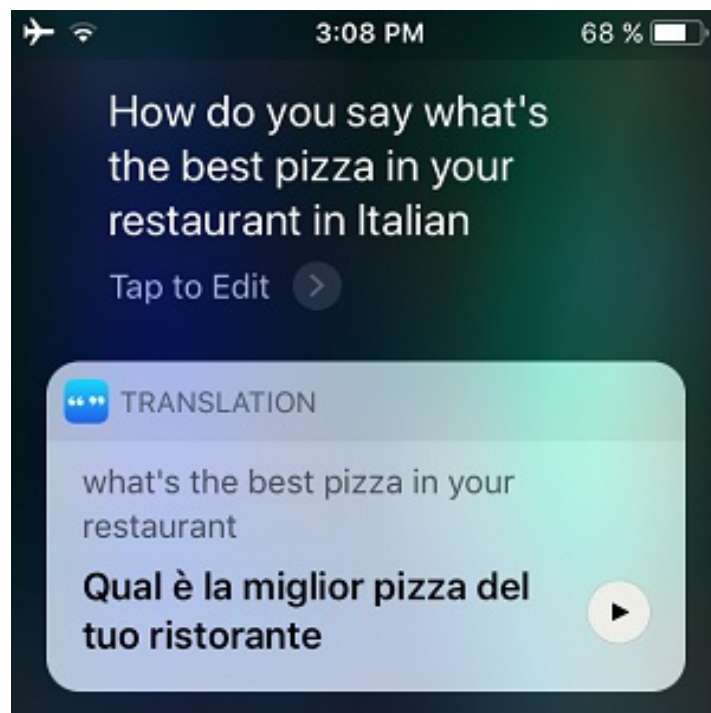 3:08 PM 68 %
How do you say what's
the best pizza in your
restaurant in Italian
Tap to Edit
TRANSLATION
what's the best pizza in your
restaurant
Qual è la miglior pizza del
tuo ristorante